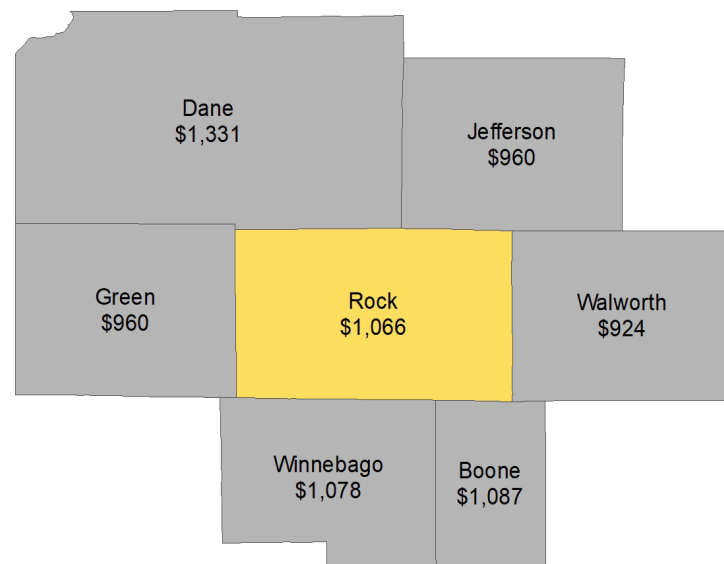 Dane
$1,331
Jefferson
$960
Green
$960
Rock
$1,066
Walworth
$924
Winnebago
$1,078
Boone
$1,087